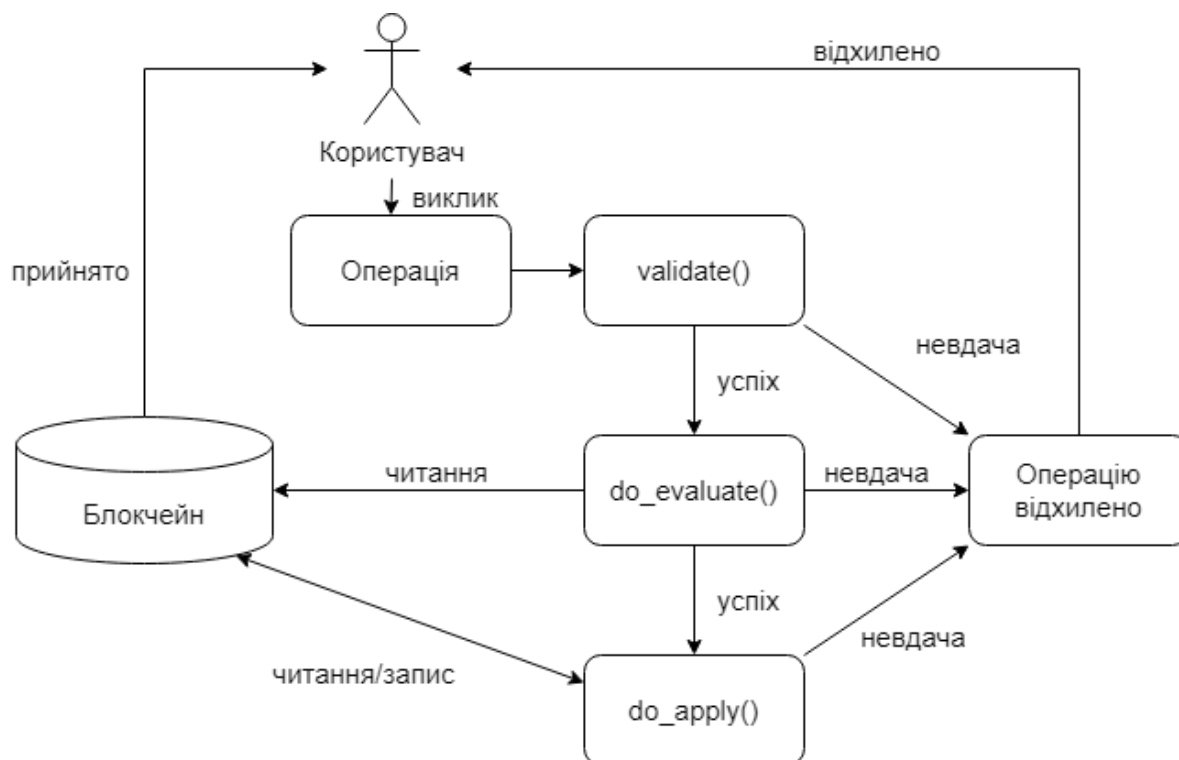 відхилено
Користувач
виклик
прийнято
Операція
validate()
невдача
успіх
читання
do_evaluate()
невдача
Операцію
відхилено
Блокчейн
успіх
невдача
читання/запис
do_apply()